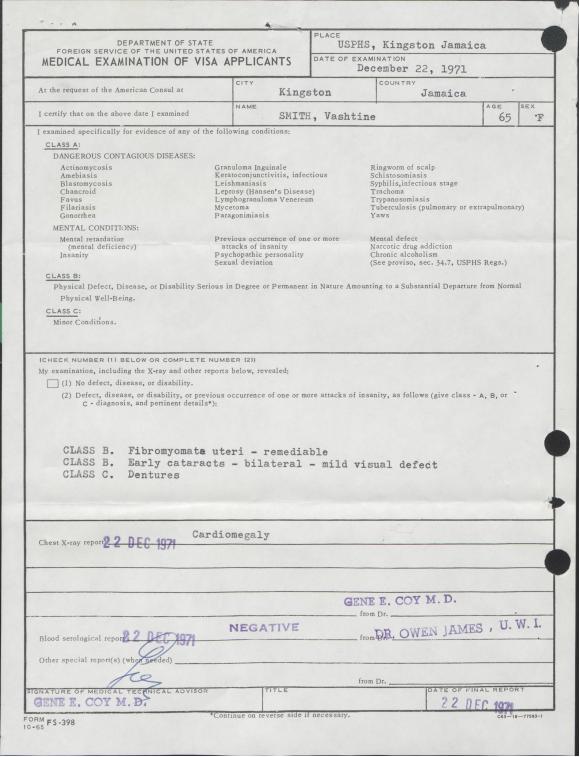 DEPARTMENT OF STATE
FOREIGN SERVICE OF THE UNITED STATES OF AMERICA
MEDICAL EXAMINATION OF VISA APPLICANTS
PLACE
USPHS, Kingston Jamaica
DATE OF EXAMINATION
December 22, 1971
At the request of the American Consul at
CITY
Kingston
COUNTRY
Jamaica
I certify that on the above date I examined
NAME
SMITH, Vashtine
AGE
65
SEX
F
I examined specifically for evidence of any of the following conditions:
CLASS A:
DANGEROUS CONTAGIOUS DISEASES:
Actinomycosis Granuloma Inguinale Ringworm of scalp
Amebiasis Keratoconjunctivitis, infectious Schistosomiasis
Blastomycosis Leishmaniasis Syphilis, infectious stage
Chancroid Leprosy (Hansen's Disease) Trachoma
Favus Lymphogranuloma Venereum Trypanosomiasis
Filariasis Mycetoma Tuberculosis (pulmonary or extrapulmonary)
Gonorrhea Paragonimiasis Yaws
MENTAL CONDITIONS:
Mental retardation Previous occurrence of one or more Mental defect
(mental deficiency) attacks of insanity Narcotic drug addiction
Insanity Psychopathic personality Chronic alcoholism
Sexual deviation (See proviso, sec. 34.7, USPHS Regs.)
CLASS B:
Physical Defect, Disease, or Disability Serious in Degree or Permanent in Nature Amounting to a Substantial Departure from Normal
Physical Well-Being.
CLASS C:
Minor Conditions.
(CHECK NUMBER (1) BELOW OR COMPLETE NUMBER (2))
My examination, including the X-ray and other reports below, revealed:
(1) No defect, disease, or disability.
(2) Defect, disease, or disability, or previous occurrence of one or more attacks of insanity, as follows (give class - A, B, or
C - diagnosis, and pertinent details*):
CLASS B. Fibromyomata uteri - remediable
CLASS B. Early cataracts - bilateral - mild visual defect
CLASS C. Dentures
Chest X-ray report 22 DEC 1971 Cardiomegaly
GENE E. COY M. D.
from Dr.
Blood serological report 22 DEC 1971 NEGATIVE from DR. OWEN JAMES, U. W. I.
Other special report(s) (when needed)
from Dr.
SIGNATURE OF MEDICAL TECHNICAL ADVISOR
GENE E. COY M. D.
TITLE
DATE OF FINAL REPORT
22 DEC 1971
FORM FS-398
10-65
*Continue on reverse side if necessary.